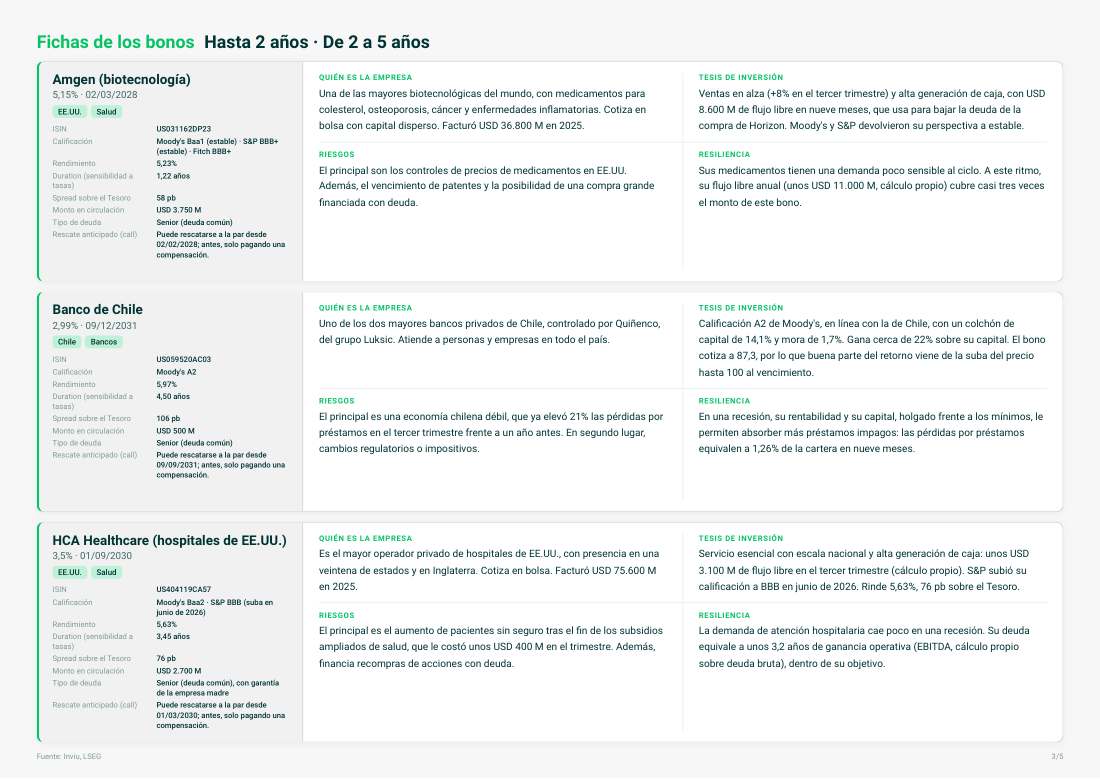 Fichas de los bonos Hasta 2 años · De 2 a 5 años
Amgen (biotecnología)
5,15% · 02/03/2028
EE.UU. Salud
ISIN US031162DP23
Calificación Moody's Baa1 (estable) · S&P BBB+
(estable) · Fitch BBB+
Rendimiento 5,23%
Duration (sensibilidad a
tasas) 1,22 años
Spread sobre el Tesoro 58 pb
Monto en circulación USD 3.750 M
Tipo de deuda Senior (deuda común)
Rescate anticipado (call) Puede rescatarse a la par desde
02/02/2028; antes, solo pagando una
compensación.
QUIÉN ES LA EMPRESA
Una de las mayores biotecnológicas del mundo, con medicamentos para
colesterol, osteoporosis, cáncer y enfermedades inflamatorias. Cotiza en
bolsa con capital disperso. Facturó USD 36.800 M en 2025.
TESIS DE INVERSIÓN
Ventas en alza (+8% en el tercer trimestre) y alta generación de caja, con USD
8.600 M de flujo libre en nueve meses, que usa para bajar la deuda de la
compra de Horizon. Moody's y S&P devolvieron su perspectiva a estable.
RIESGOS
El principal son los controles de precios de medicamentos en EE.UU.
Además, el vencimiento de patentes y la posibilidad de una compra grande
financiada con deuda.
RESILIENCIA
Sus medicamentos tienen una demanda poco sensible al ciclo. A este ritmo,
su flujo libre anual (unos USD 11.000 M, cálculo propio) cubre casi tres veces
el monto de este bono.
Banco de Chile
2,99% · 09/12/2031
Chile Bancos
ISIN US059520AC03
Calificación Moody's A2
Rendimiento 5,97%
Duration (sensibilidad a
tasas) 4,50 años
Spread sobre el Tesoro 106 pb
Monto en circulación USD 500 M
Tipo de deuda Senior (deuda común)
Rescate anticipado (call) Puede rescatarse a la par desde
09/09/2031; antes, solo pagando una
compensación.
QUIÉN ES LA EMPRESA
Uno de los dos mayores bancos privados de Chile, controlado por Quiñenco,
del grupo Luksic. Atiende a personas y empresas en todo el país.
TESIS DE INVERSIÓN
Calificación A2 de Moody's, en línea con la de Chile, con un colchón de
capital de 14,1% y mora de 1,7%. Gana cerca de 22% sobre su capital. El bono
cotiza a 87,3, por lo que buena parte del retorno viene de la suba del precio
hasta 100 al vencimiento.
RIESGOS
El principal es una economía chilena débil, que ya elevó 21% las pérdidas por
préstamos en el tercer trimestre frente a un año antes. En segundo lugar,
cambios regulatorios o impositivos.
RESILIENCIA
En una recesión, su rentabilidad y su capital, holgado frente a los mínimos, le
permiten absorber más préstamos impagos: las pérdidas por préstamos
equivalen a 1,26% de la cartera en nueve meses.
HCA Healthcare (hospitales de EE.UU.)
3,5% · 01/09/2030
EE.UU. Salud
ISIN US404119CA57
Calificación Moody's Baa2 · S&P BBB (suba en
junio de 2026)
Rendimiento 5,63%
Duration (sensibilidad a
tasas) 3,45 años
Spread sobre el Tesoro 76 pb
Monto en circulación USD 2.700 M
Tipo de deuda Senior (deuda común), con garantía
de la empresa madre
Rescate anticipado (call) Puede rescatarse a la par desde
01/03/2030; antes, solo pagando una
compensación.
QUIÉN ES LA EMPRESA
Es el mayor operador privado de hospitales de EE.UU., con presencia en una
veintena de estados y en Inglaterra. Cotiza en bolsa. Facturó USD 75.600 M
en 2025.
TESIS DE INVERSIÓN
Servicio esencial con escala nacional y alta generación de caja: unos USD
3.100 M de flujo libre en el tercer trimestre (cálculo propio). S&P subió su
calificación a BBB en junio de 2026. Rinde 5,63%, 76 pb sobre el Tesoro.
RIESGOS
El principal es el aumento de pacientes sin seguro tras el fin de los subsidios
ampliados de salud, que le costó unos USD 400 M en el trimestre. Además,
financia recompras de acciones con deuda.
RESILIENCIA
La demanda de atención hospitalaria cae poco en una recesión. Su deuda
equivale a unos 3,2 años de ganancia operativa (EBITDA, cálculo propio
sobre deuda bruta), dentro de su objetivo.
Fuente: Inviu, LSEG
3/5